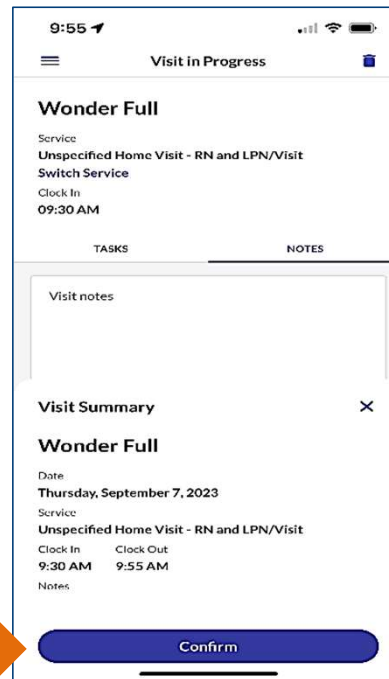 9:55
Visit in Progress
Wonder Full
Service
Unspecified Home Visit - RN and LPN/Visit
Switch Service
Clock In
09:30 AM
TASKS NOTES
Visit notes
Visit Summary
Wonder Full
Date
Thursday, September 7, 2023
Service
Unspecified Home Visit - RN and LPN/Visit
Clock In Clock Out
9:30 AM 9:55 AM
Notes
Confirm